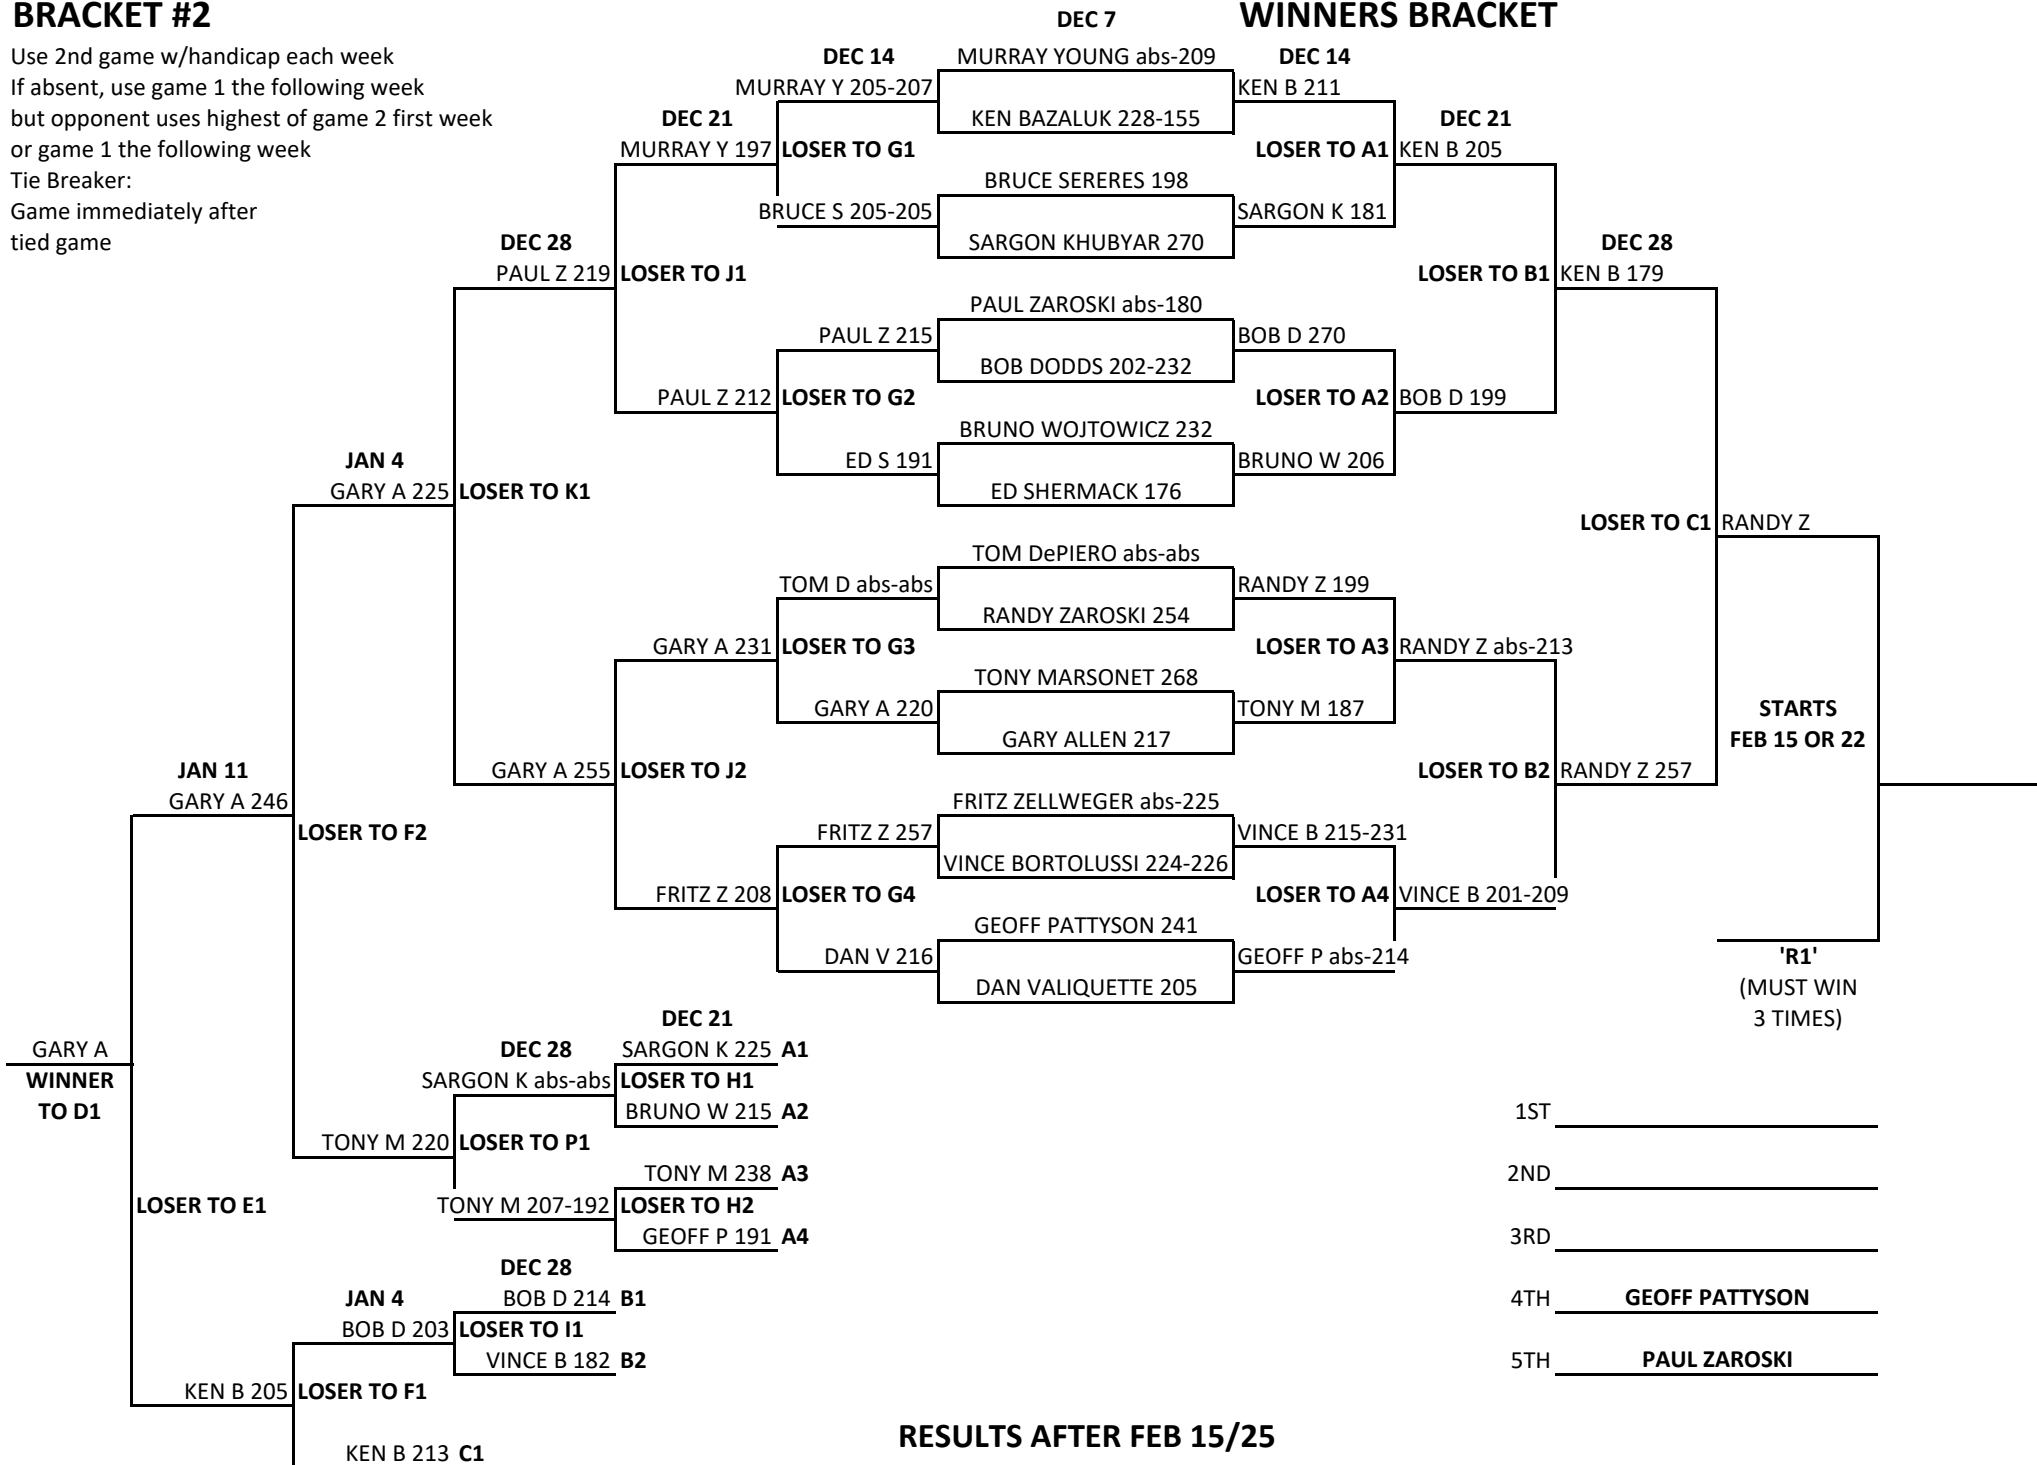 BRACKET #2
WINNERS BRACKET
Use 2nd game w/handicap each week
If absent, use game 1 the following week
but opponent uses highest of game 2 first week
or game 1 the following week
Tie Breaker:
Game immediately after
tied game
DEC 7
MURRAY YOUNG abs-209
KEN BAZALUK 228-155
BRUCE SERERES 198
SARGON KHUBYAR 270
PAUL ZAROSKI abs-180
BOB DODDS 202-232
BRUNO WOJTOWICZ 232
ED SHERMACK 176
TOM DePIERO abs-abs
RANDY ZAROSKI 254
TONY MARSONET 268
GARY ALLEN 217
FRITZ ZELLWEGER abs-225
VINCE BORTOLUSSI 224-226
GEOFF PATTYSON 241
DAN VALIQUETTE 205
DEC 14
KEN B 211
LOSER TO A1
SARGON K 181
BOB D 270
LOSER TO A2
BRUNO W 206
RANDY Z 199
LOSER TO A3
TONY M 187
VINCE B 215-231
LOSER TO A4
GEOFF P abs-214
DEC 21
KEN B 205
LOSER TO B1
BOB D 199
RANDY Z abs-213
LOSER TO B2
VINCE B 201-209
DEC 28
KEN B 179
LOSER TO C1
RANDY Z 257
RANDY Z
STARTS
FEB 15 OR 22
'R1'
(MUST WIN
3 TIMES)
DEC 14
MURRAY Y 205-207
LOSER TO G1
BRUCE S 205-205
PAUL Z 215
LOSER TO G2
ED S 191
TOM D abs-abs
LOSER TO G3
GARY A 220
FRITZ Z 257
LOSER TO G4
DAN V 216
DEC 21
MURRAY Y 197
LOSER TO J1
PAUL Z 212
GARY A 231
LOSER TO J2
FRITZ Z 208
DEC 28
PAUL Z 219
LOSER TO K1
GARY A 255
JAN 4
GARY A 225
LOSER TO F2
TONY M 220
JAN 11
GARY A 246
LOSER TO E1
KEN B 205
GARY A
WINNER
TO D1
DEC 21
SARGON K 225 A1
LOSER TO H1
BRUNO W 215 A2
TONY M 238 A3
LOSER TO H2
GEOFF P 191 A4
DEC 28
SARGON K abs-abs
LOSER TO P1
TONY M 207-192
DEC 28
BOB D 214 B1
LOSER TO I1
VINCE B 182 B2
JAN 4
BOB D 203
LOSER TO F1
KEN B 213 C1
1ST
2ND
3RD
4TH GEOFF PATTYSON
5TH PAUL ZAROSKI
RESULTS AFTER FEB 15/25